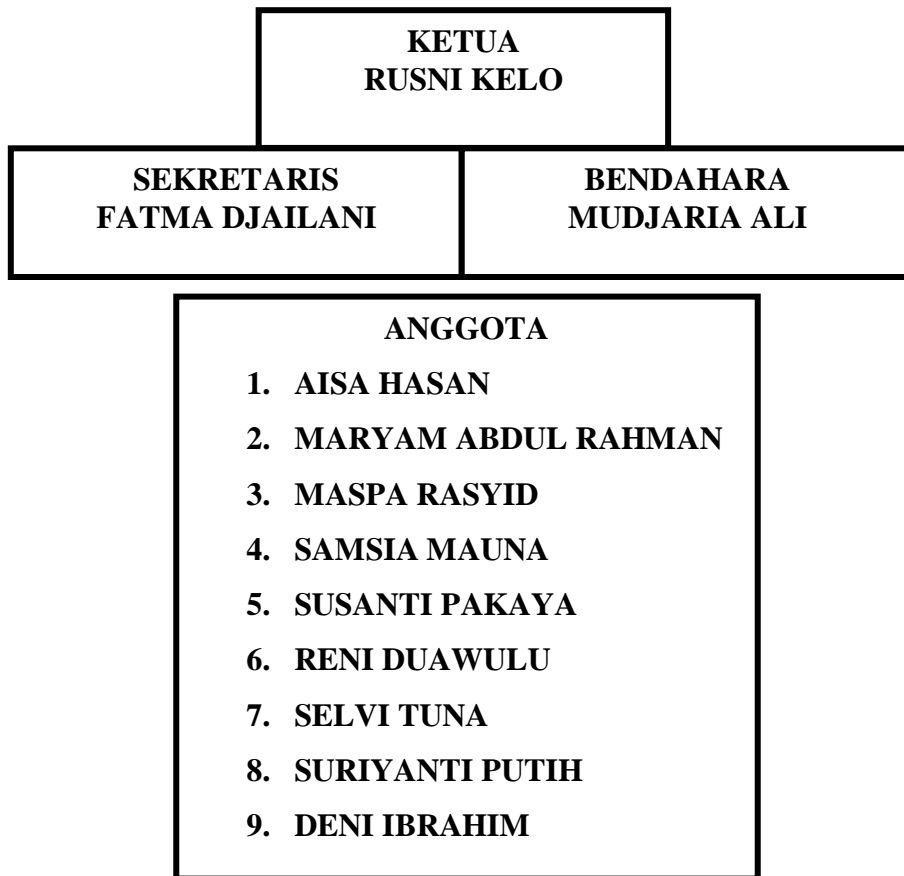 KETUA
RUSNI KELO
SEKRETARIS
FATMA DJAILANI
BENDAHARA
MUDJARIA ALI
ANGGOTA
1. AISA HASAN
2. MARYAM ABDUL RAHMAN
3. MASPA RASYID
4. SAMSIA MAUNA
5. SUSANTI PAKAYA
6. RENI DUAWULU
7. SELVI TUNA
8. SURIYANTI PUTIH
9. DENI IBRAHIM